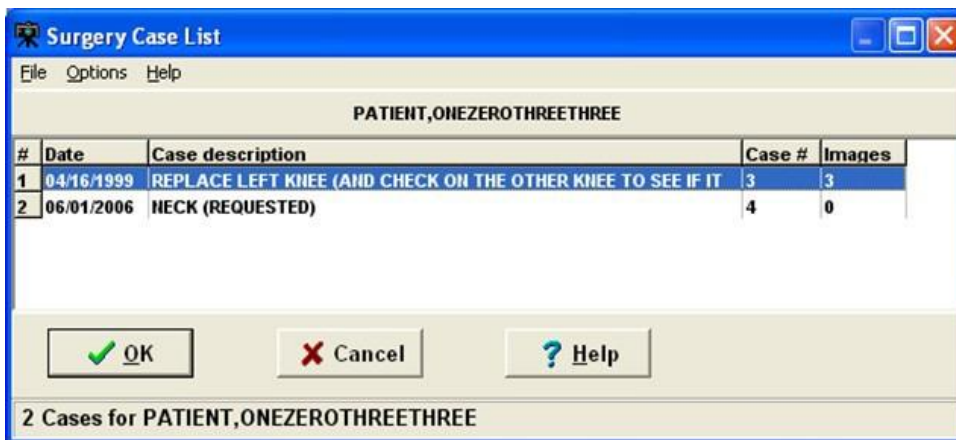 Surgery Case List
File Options Help
PATIENT,ONEZEROTHREETHREE
# Date Case description Case # Images
1 04/16/1999 REPLACE LEFT KNEE (AND CHECK ON THE OTHER KNEE TO SEE IF IT 3 3
2 06/01/2006 NECK (REQUESTED) 4 0
OK Cancel ? Help
2 Cases for PATIENT,ONEZEROTHREETHREE